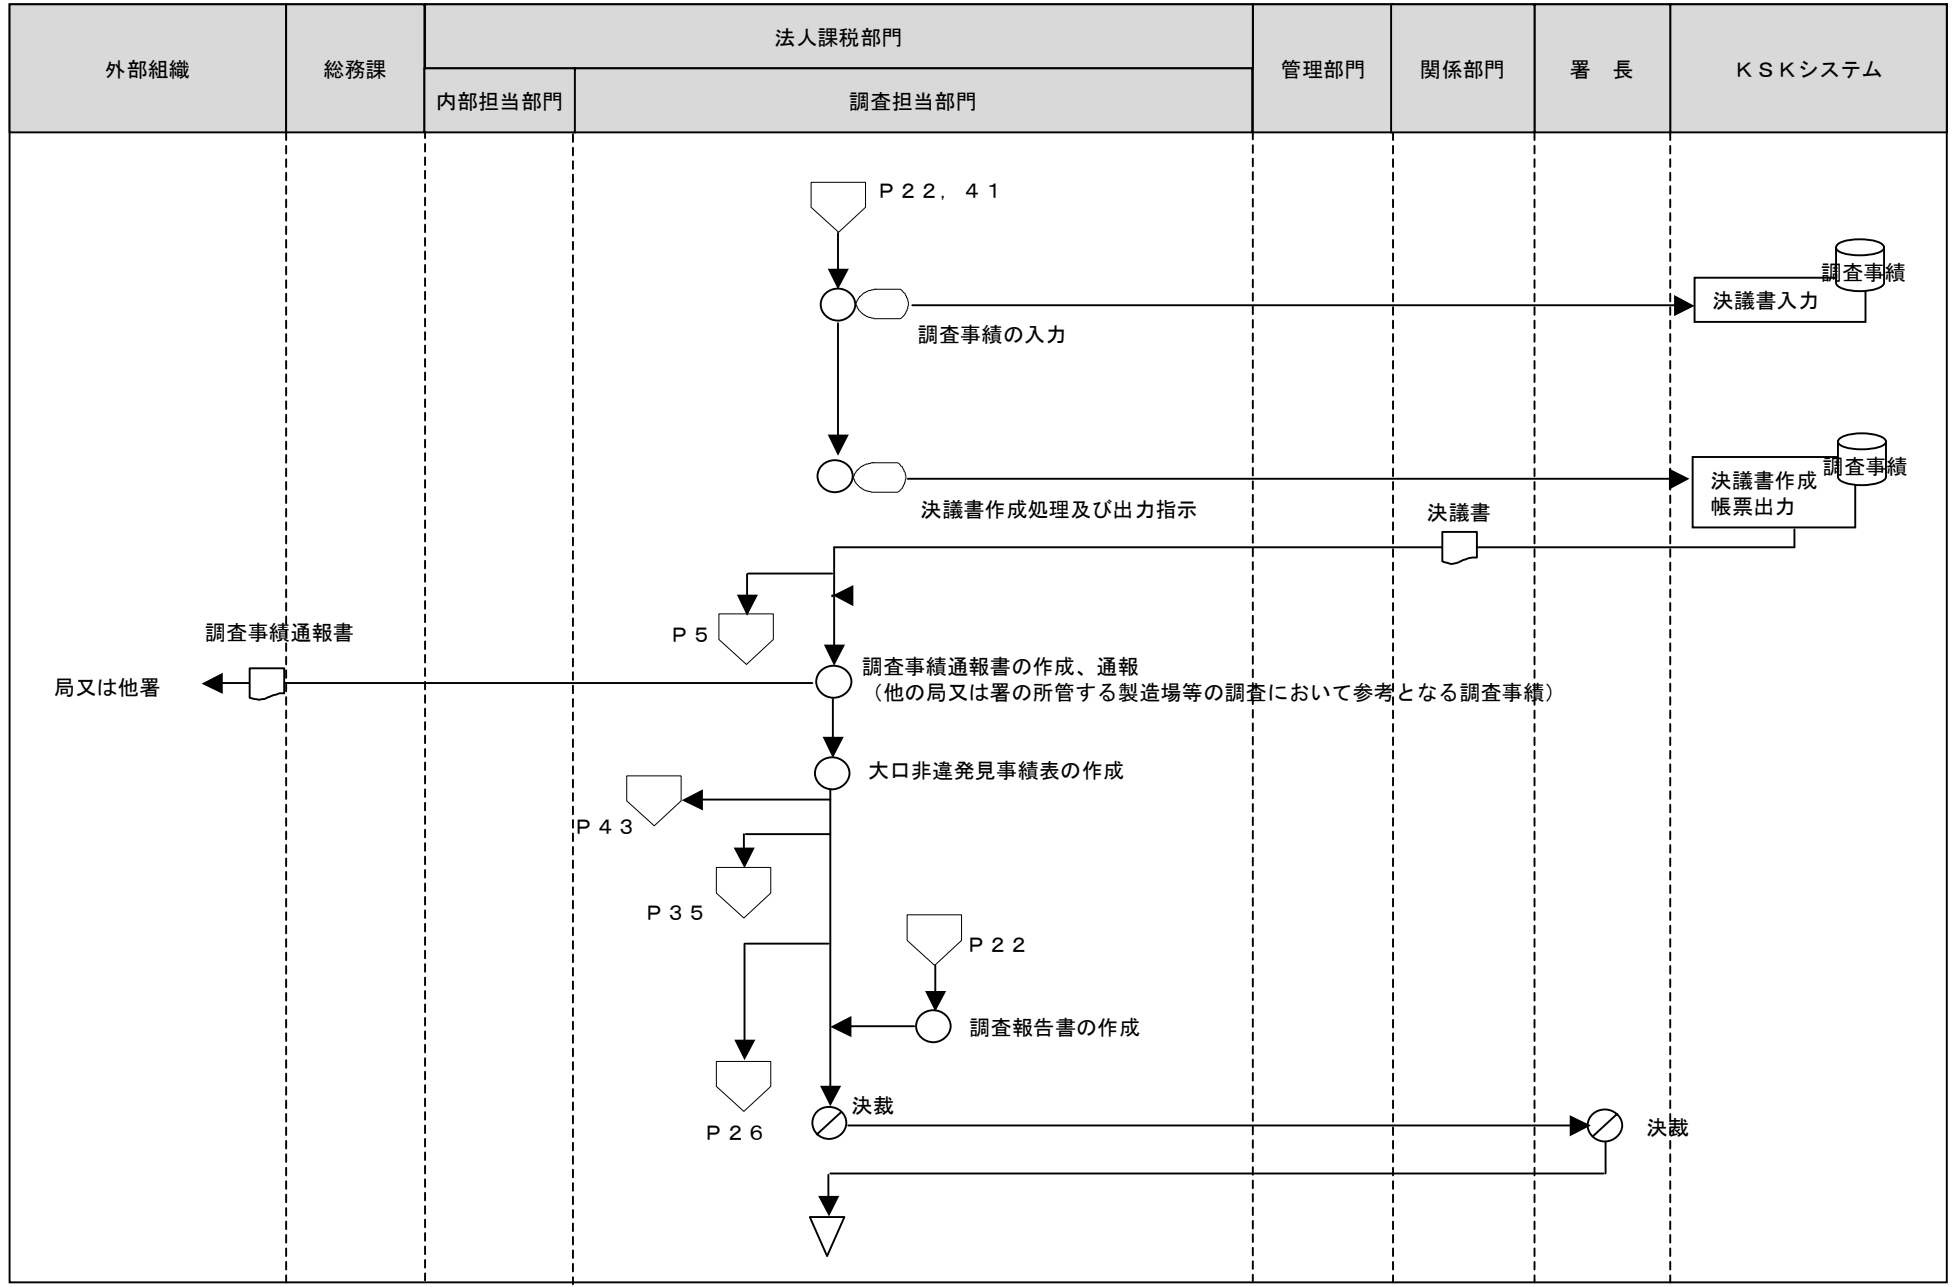 外部組織
総務課
法人課税部門
内部担当部門
調査担当部門
管理部門
関係部門
署　長
ＫＳＫシステム
Ｐ２２，４１
調査事績
決議書入力
調査事績の入力
調査事績
決議書作成
帳票出力
決議書作成処理及び出力指示
決議書
Ｐ５
調査事績通報書
局又は他署
調査事績通報書の作成、通報
（他の局又は署の所管する製造場等の調査において参考となる調査事績）
大口非違発見事績表の作成
Ｐ４３
Ｐ３５
Ｐ２２
調査報告書の作成
Ｐ２６
決裁
決裁